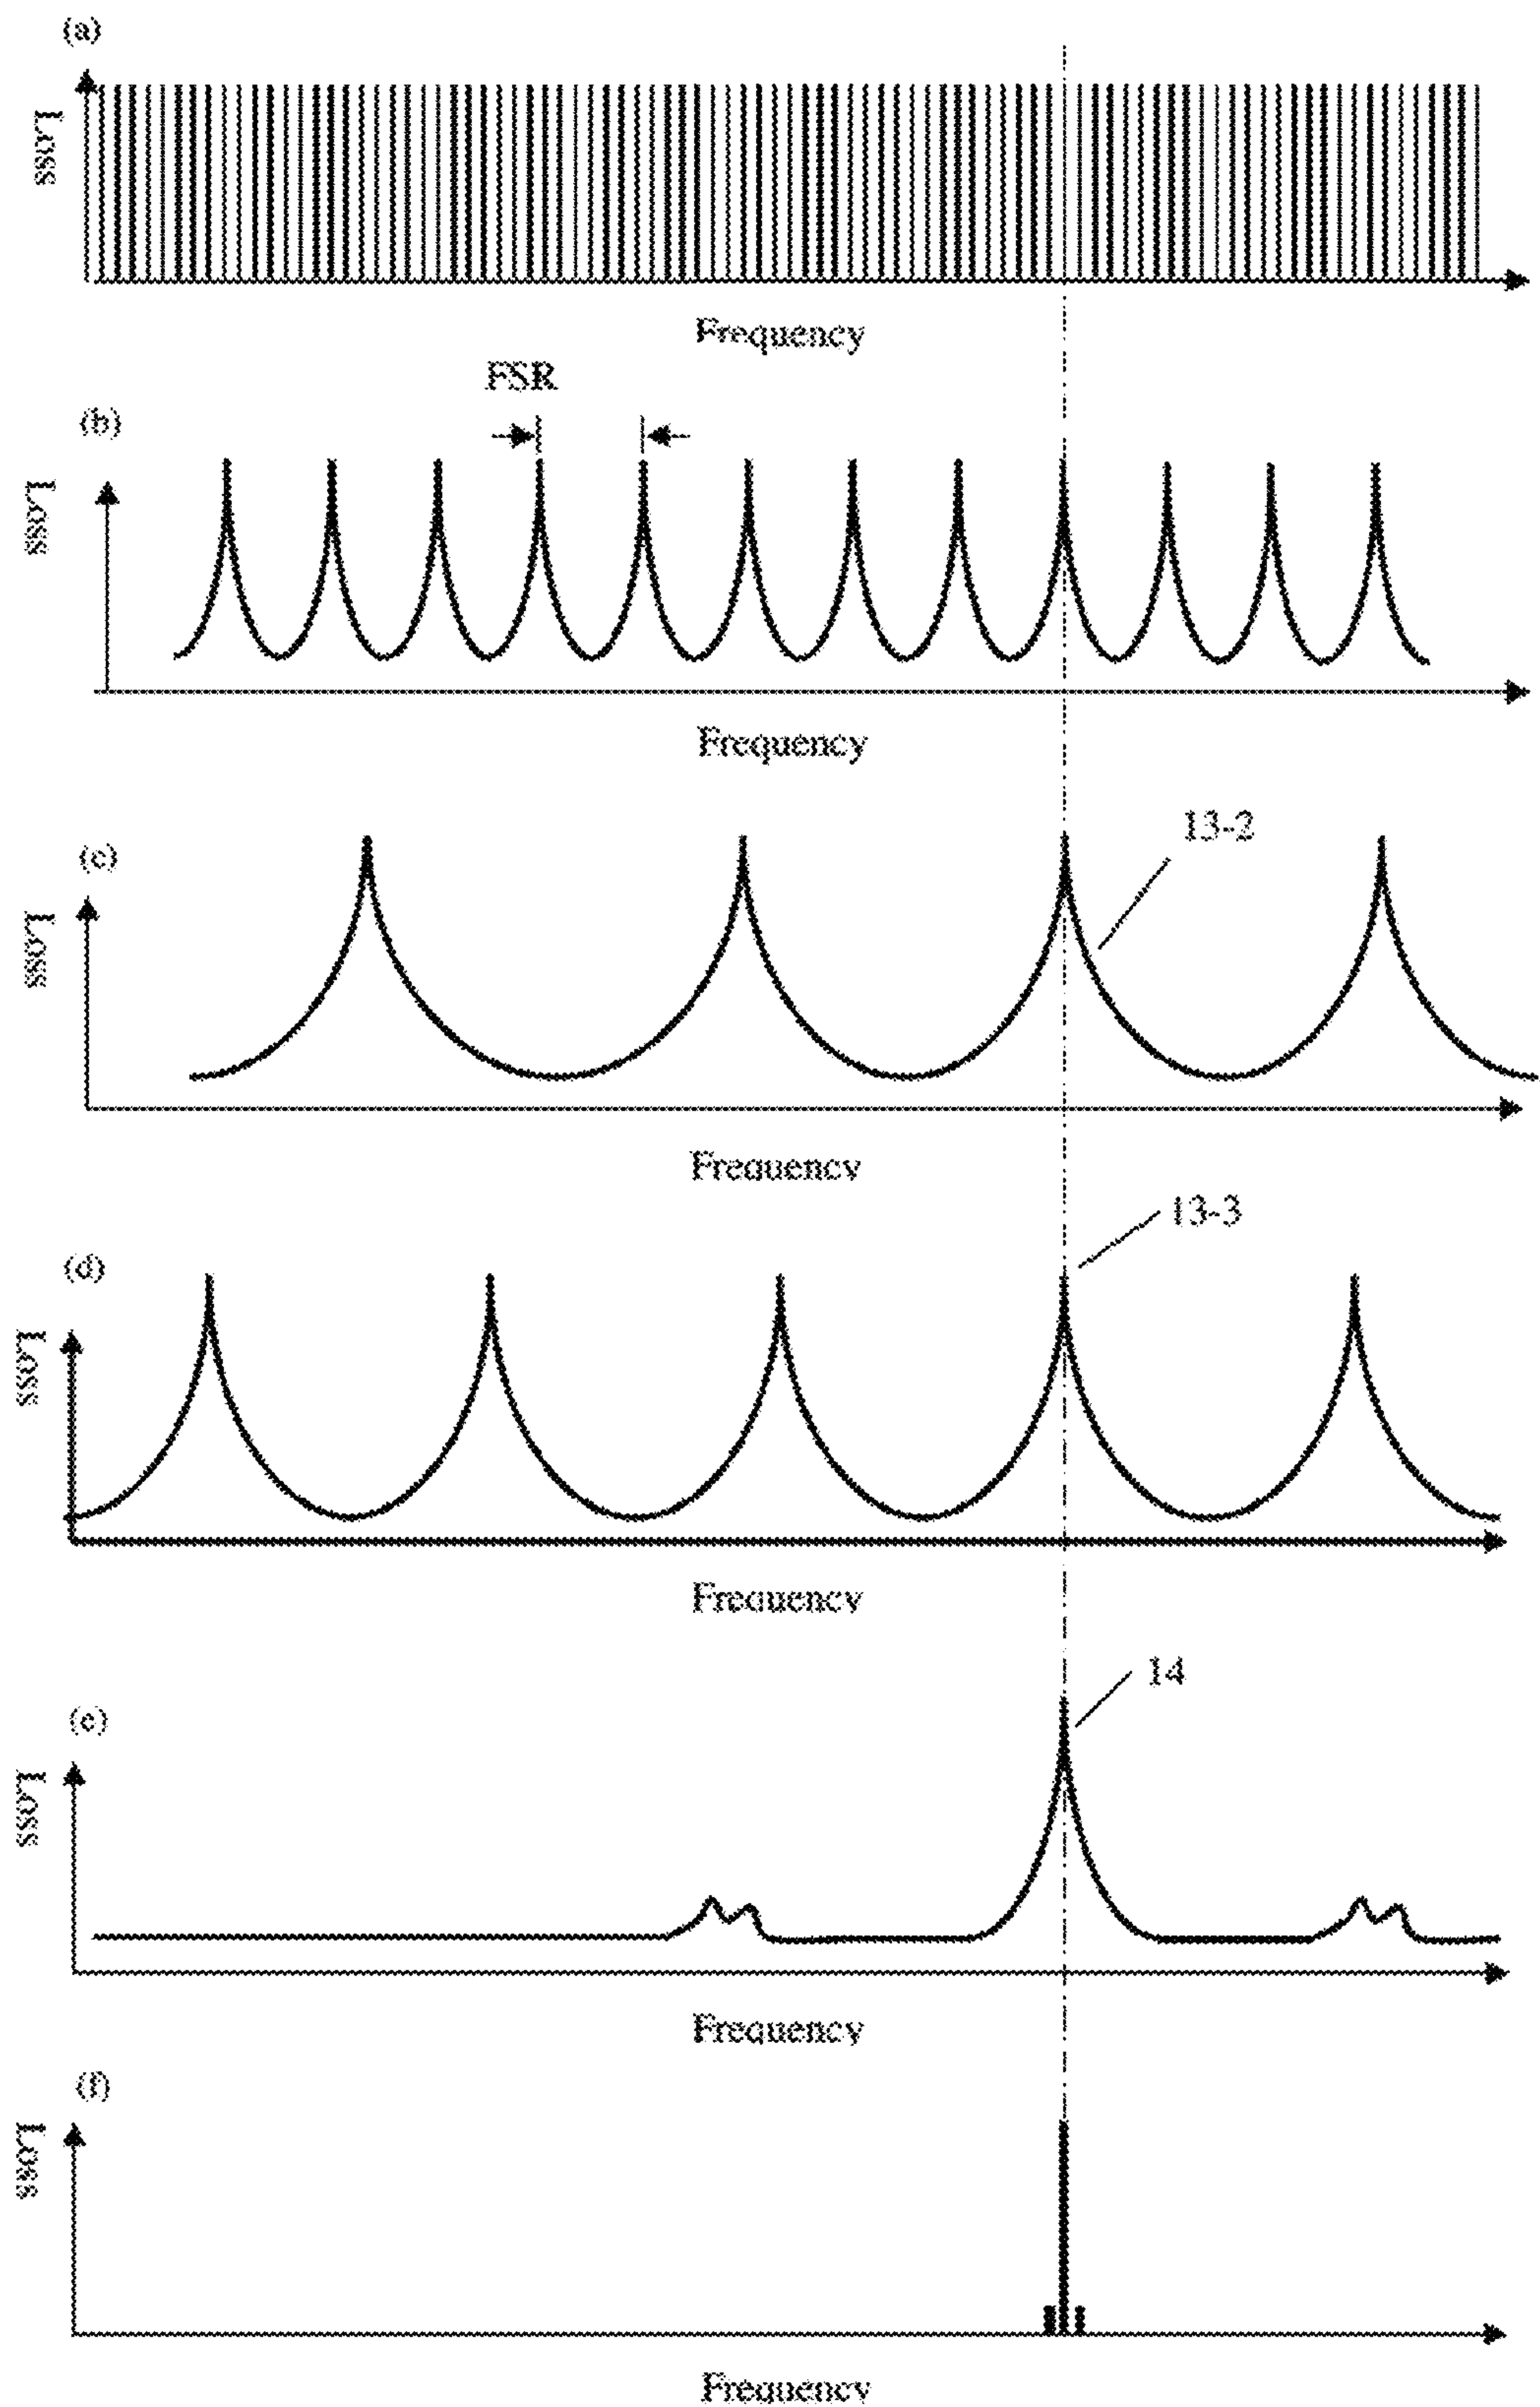 (a)
Loss
Frequency
FSR
(b)
Loss
Frequency
13-2
(c)
Loss
Frequency
13-3
(d)
Loss
Frequency
14
(e)
Loss
Frequency
(f)
Loss
Frequency